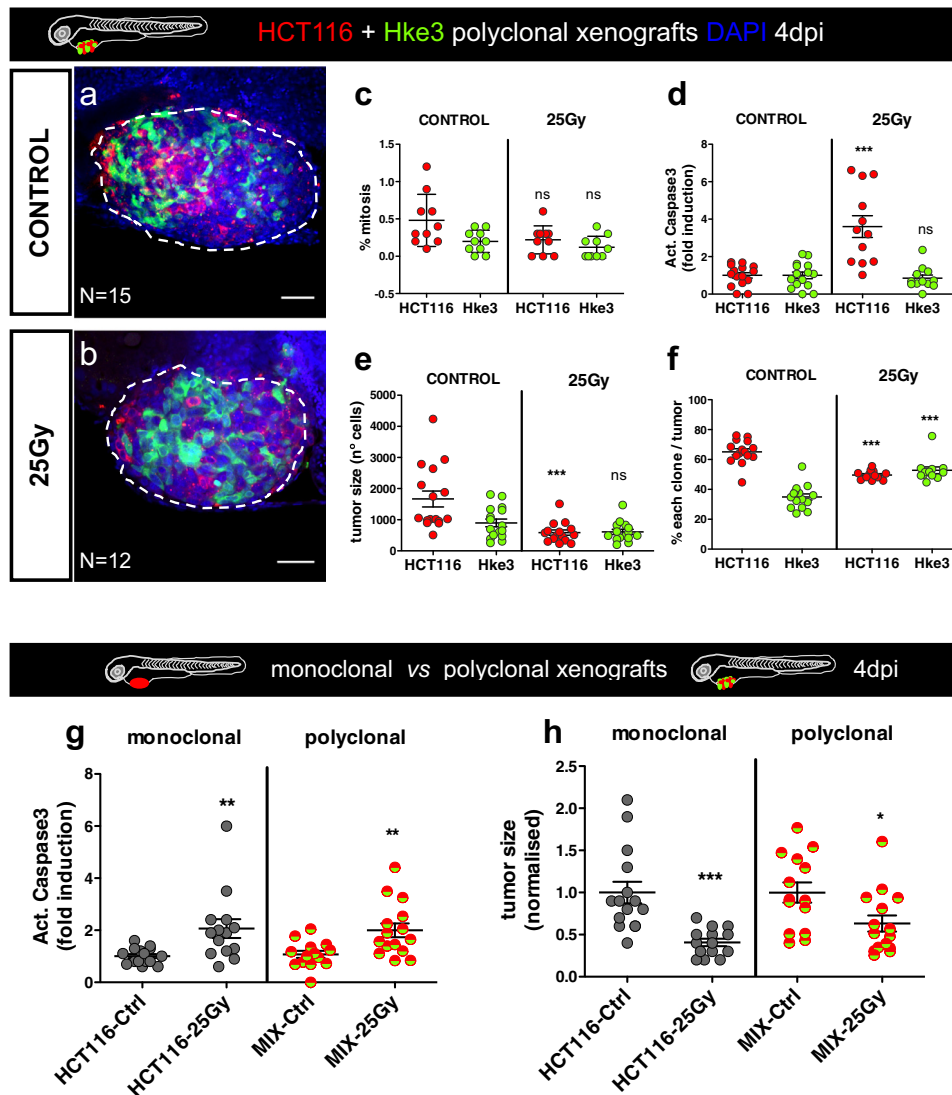 HCT116 + Hke3 polyclonal xenografts DAPI 4dpi
CONTROL
a
N=15
25Gy
b
N=12
c
CONTROL 25Gy
% mitosis
1.5
1.0
0.5
0.0
-0.5
ns ns
HCT116 Hke3 HCT116 Hke3
d
CONTROL 25Gy
Act. Caspase3
(fold induction)
8
6
4
2
0
*** ns
HCT116 Hke3 HCT116 Hke3
e
CONTROL 25Gy
tumor size (n° cells)
5000
4000
3000
2000
1000
0
*** ns
HCT116 Hke3 HCT116 Hke3
f
CONTROL 25Gy
% each clone / tumor
100
80
60
40
20
0
*** ***
HCT116 Hke3 HCT116 Hke3
monoclonal vs polyclonal xenografts 4dpi
g
monoclonal polyclonal
Act. Caspase3
(fold induction)
8
6
4
2
0
** **
HCT116-Ctrl HCT116-25Gy MIX-Ctrl MIX-25Gy
h
monoclonal polyclonal
tumor size
(normalised)
2.5
2.0
1.5
1.0
0.5
0.0
*** *
HCT116-Ctrl HCT116-25Gy MIX-Ctrl MIX-25Gy